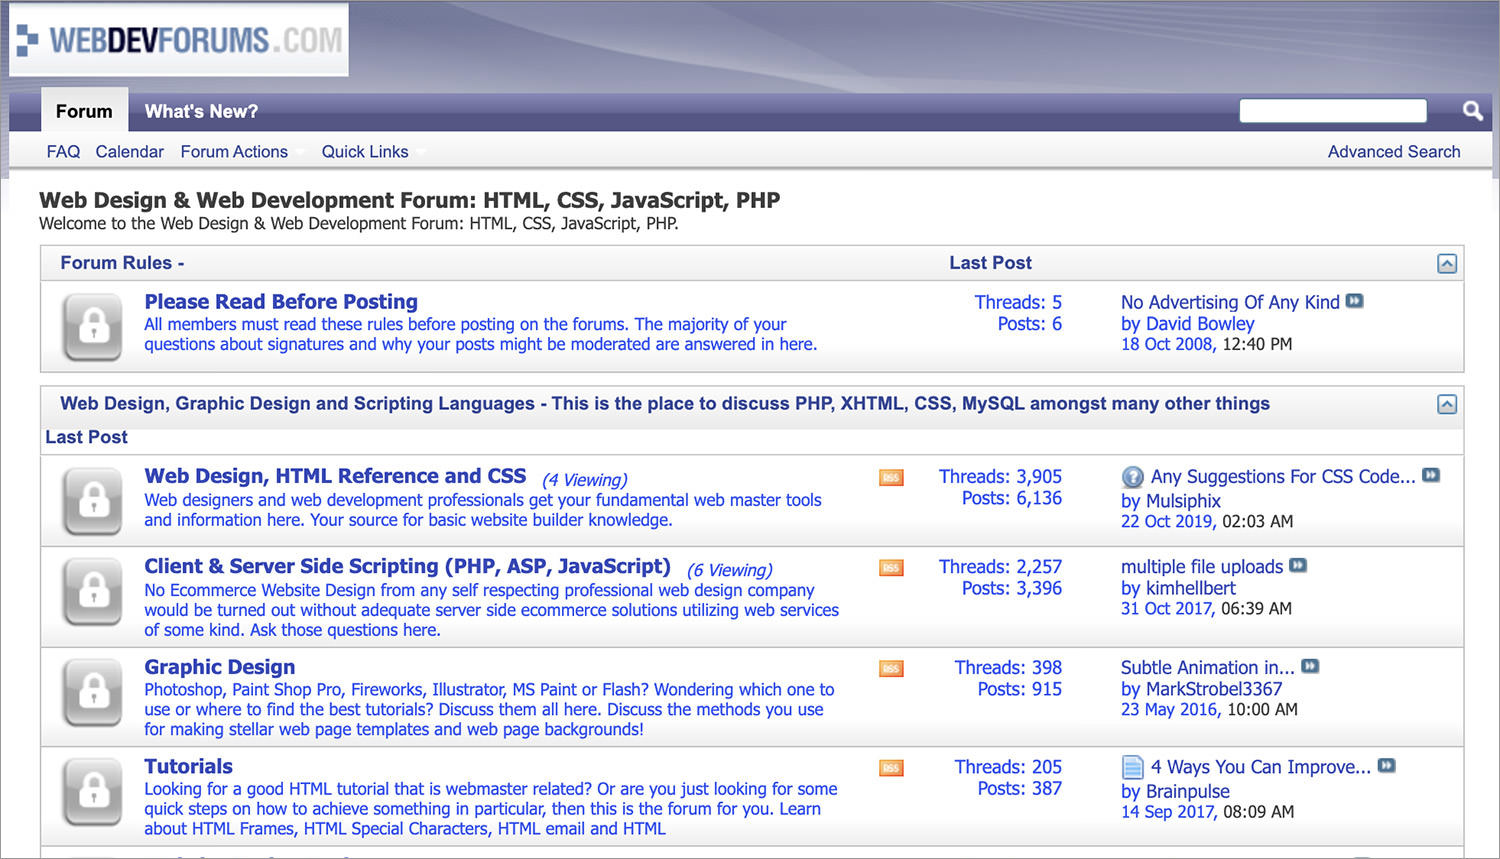 WEBDEVFORUMS.COM
Forum What's New?
FAQ Calendar Forum Actions Quick Links Advanced Search
Web Design & Web Development Forum: HTML, CSS, JavaScript, PHP
Welcome to the Web Design & Web Development Forum: HTML, CSS, JavaScript, PHP.
Forum Rules - Last Post
Please Read Before Posting
All members must read these rules before posting on the forums. The majority of your
questions about signatures and why your posts might be moderated are answered in here.
Threads: 5
Posts: 6
No Advertising Of Any Kind
by David Bowley
18 Oct 2008, 12:40 PM
Web Design, Graphic Design and Scripting Languages - This is the place to discuss PHP, XHTML, CSS, MySQL amongst many other things
Last Post
Web Design, HTML Reference and CSS (4 Viewing)
Web designers and web development professionals get your fundamental web master tools
and information here. Your source for basic website builder knowledge.
RSS
Threads: 3,905
Posts: 6,136
Any Suggestions For CSS Code...
by Mulsiphix
22 Oct 2019, 02:03 AM
Client & Server Side Scripting (PHP, ASP, JavaScript) (6 Viewing)
No Ecommerce Website Design from any self respecting professional web design company
would be turned out without adequate server side ecommerce solutions utilizing web services
of some kind. Ask those questions here.
RSS
Threads: 2,257
Posts: 3,396
multiple file uploads
by kimhellbert
31 Oct 2017, 06:39 AM
Graphic Design
Photoshop, Paint Shop Pro, Fireworks, Illustrator, MS Paint or Flash? Wondering which one to
use or where to find the best tutorials? Discuss them all here. Discuss the methods you use
for making stellar web page templates and web page backgrounds!
RSS
Threads: 398
Posts: 915
Subtle Animation in...
by MarkStrobel3367
23 May 2016, 10:00 AM
Tutorials
Looking for a good HTML tutorial that is webmaster related? Or are you just looking for some
quick steps on how to achieve something in particular, then this is the forum for you. Learn
about HTML Frames, HTML Special Characters, HTML email and HTML
RSS
Threads: 205
Posts: 387
4 Ways You Can Improve...
by Brainpulse
14 Sep 2017, 08:09 AM